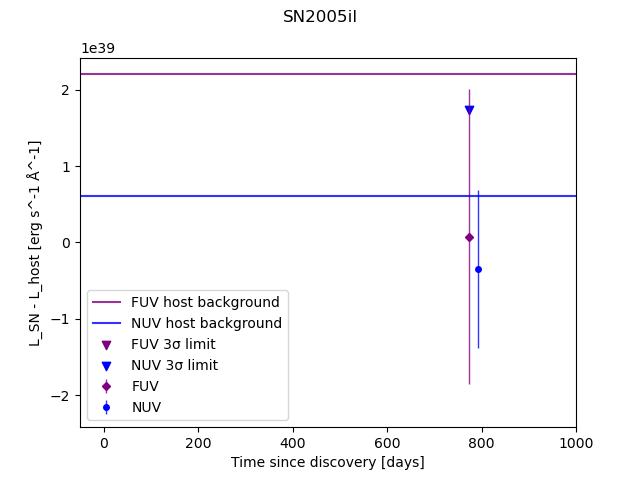 SN2005il
1e39
L_SN - L_host [erg s^-1 Å^-1]
2
1
0
−1
−2
FUV host background
NUV host background
FUV 3σ limit
NUV 3σ limit
FUV
NUV
0 200 400 600 800 1000
Time since discovery [days]